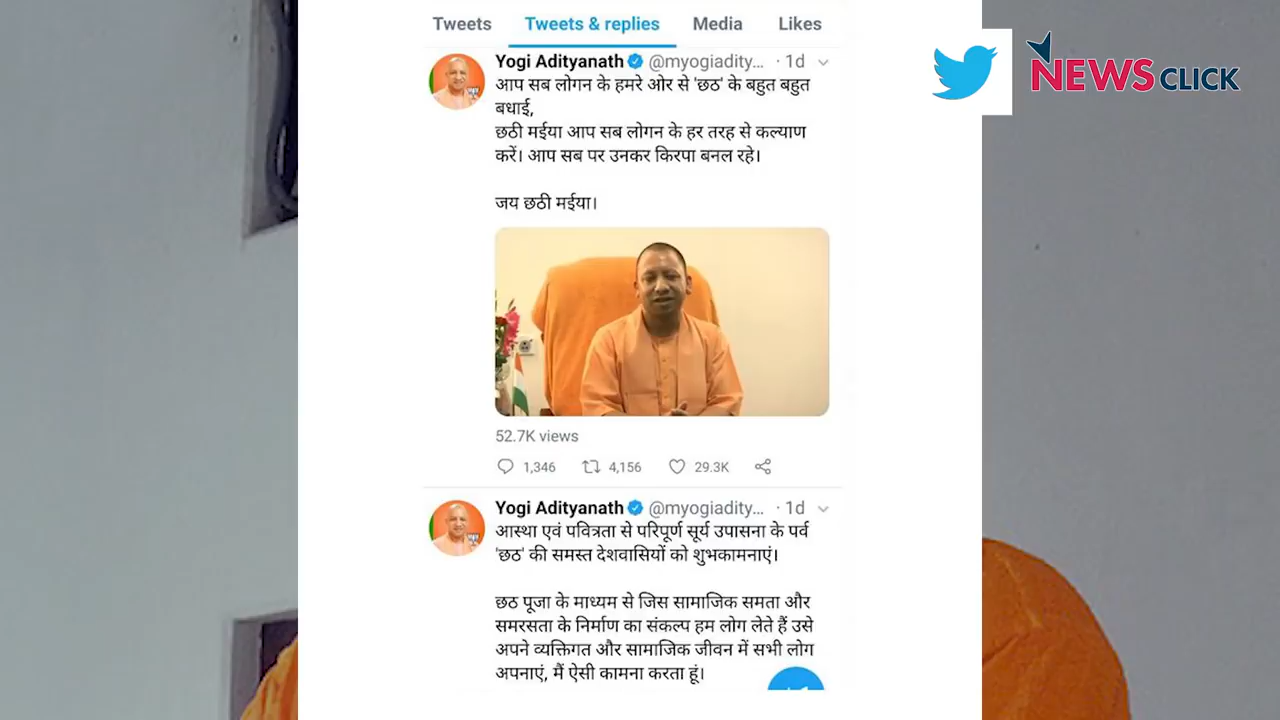 Tweets Tweets & replies Media Likes
NEWSCLICK
Yogi Adityanath @myogiadity... · 1d
आप सब लोगन के हमरे ओर से 'छठ' के बहुत बहुत
बधाई,
छठी मईया आप सब लोगन के हर तरह से कल्याण
करें। आप सब पर उनकर किरपा बनल रहे।
जय छठी मईया।
52.7K views
1,346 4,156 29.3K
Yogi Adityanath @myogiadity... · 1d
आस्था एवं पवित्रता से परिपूर्ण सूर्य उपासना के पर्व
'छठ' की समस्त देशवासियों को शुभकामनाएं।
छठ पूजा के माध्यम से जिस सामाजिक समता और
समरसता के निर्माण का संकल्प हम लोग लेते हैं उसे
अपने व्यक्तिगत और सामाजिक जीवन में सभी लोग
अपनाएं, मैं ऐसी कामना करता हूं।